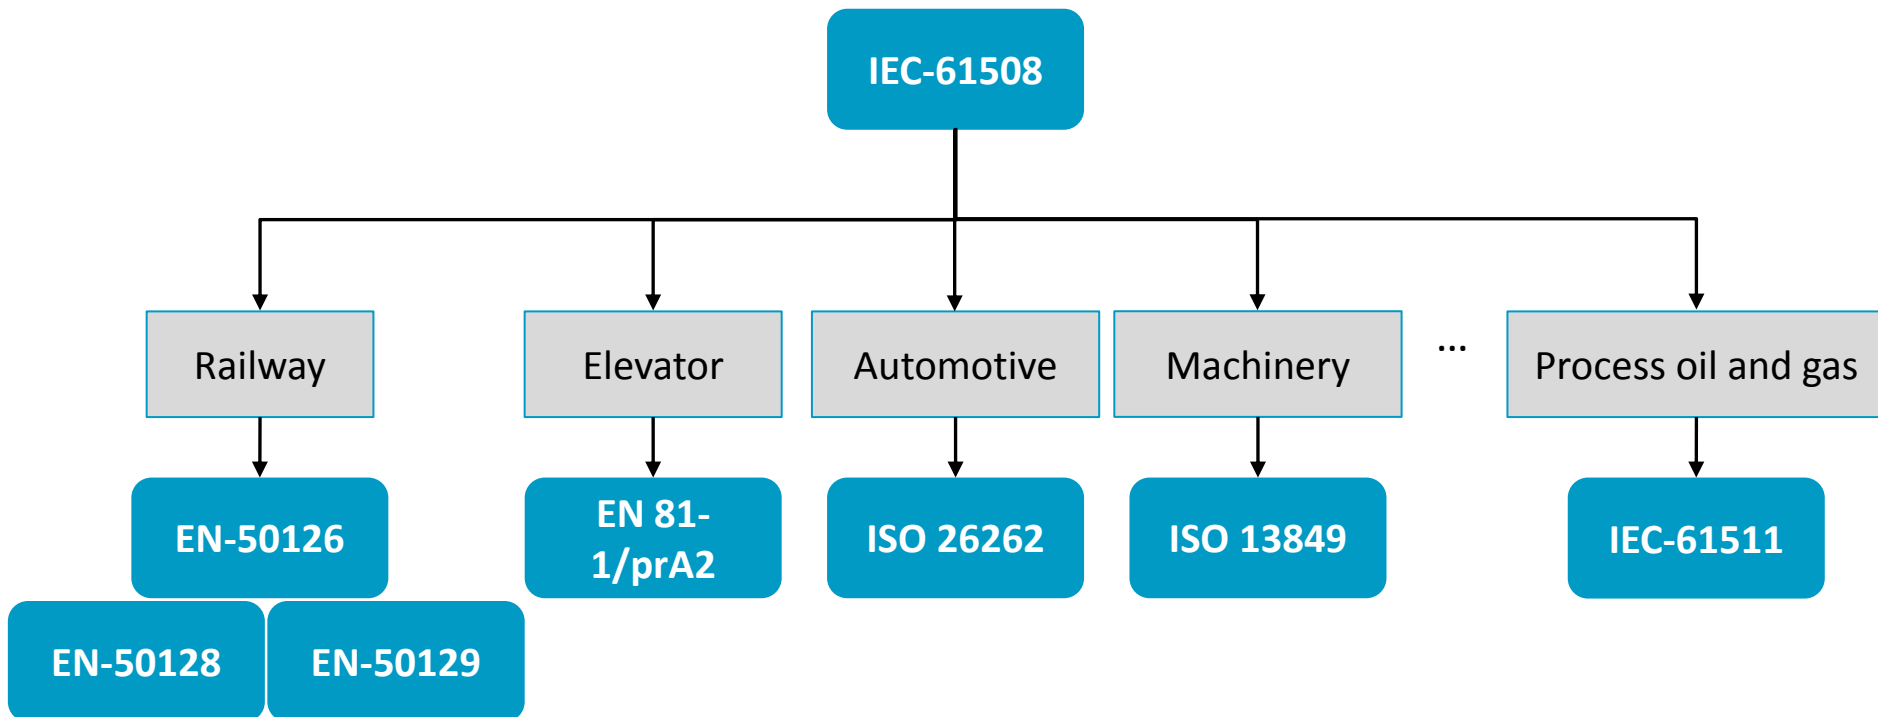 IEC-61508
Railway
Elevator
Automotive
Machinery
...
Process oil and gas
EN-50126
EN 81-
1/prA2
ISO 26262
ISO 13849
IEC-61511
EN-50128
EN-50129